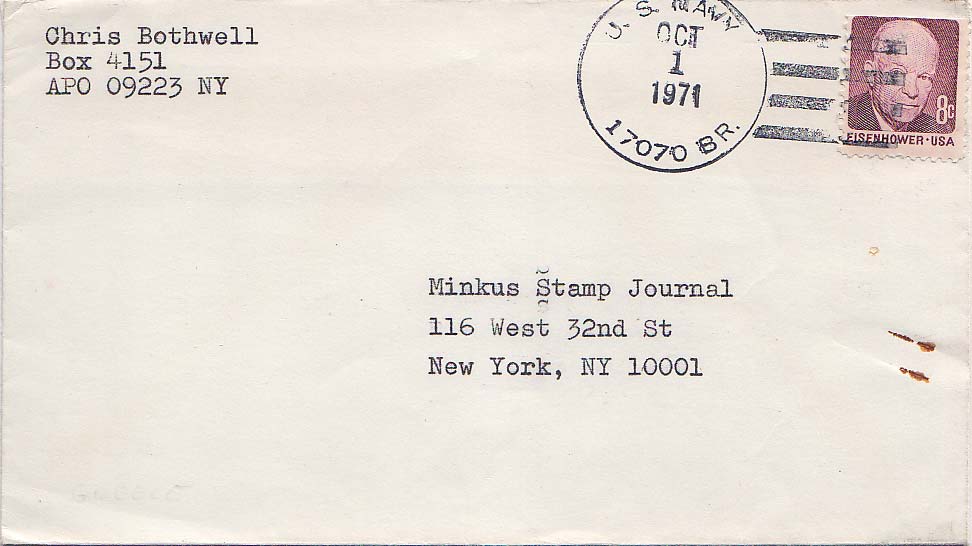 Chris Bothwell
Box 4151
APO 09223 NY
U. S. NAVY
OCT
1
1971
17070 BR.
8c
EISENHOWER·USA
Minkus Stamp Journal
116 West 32nd St
New York, NY 10001